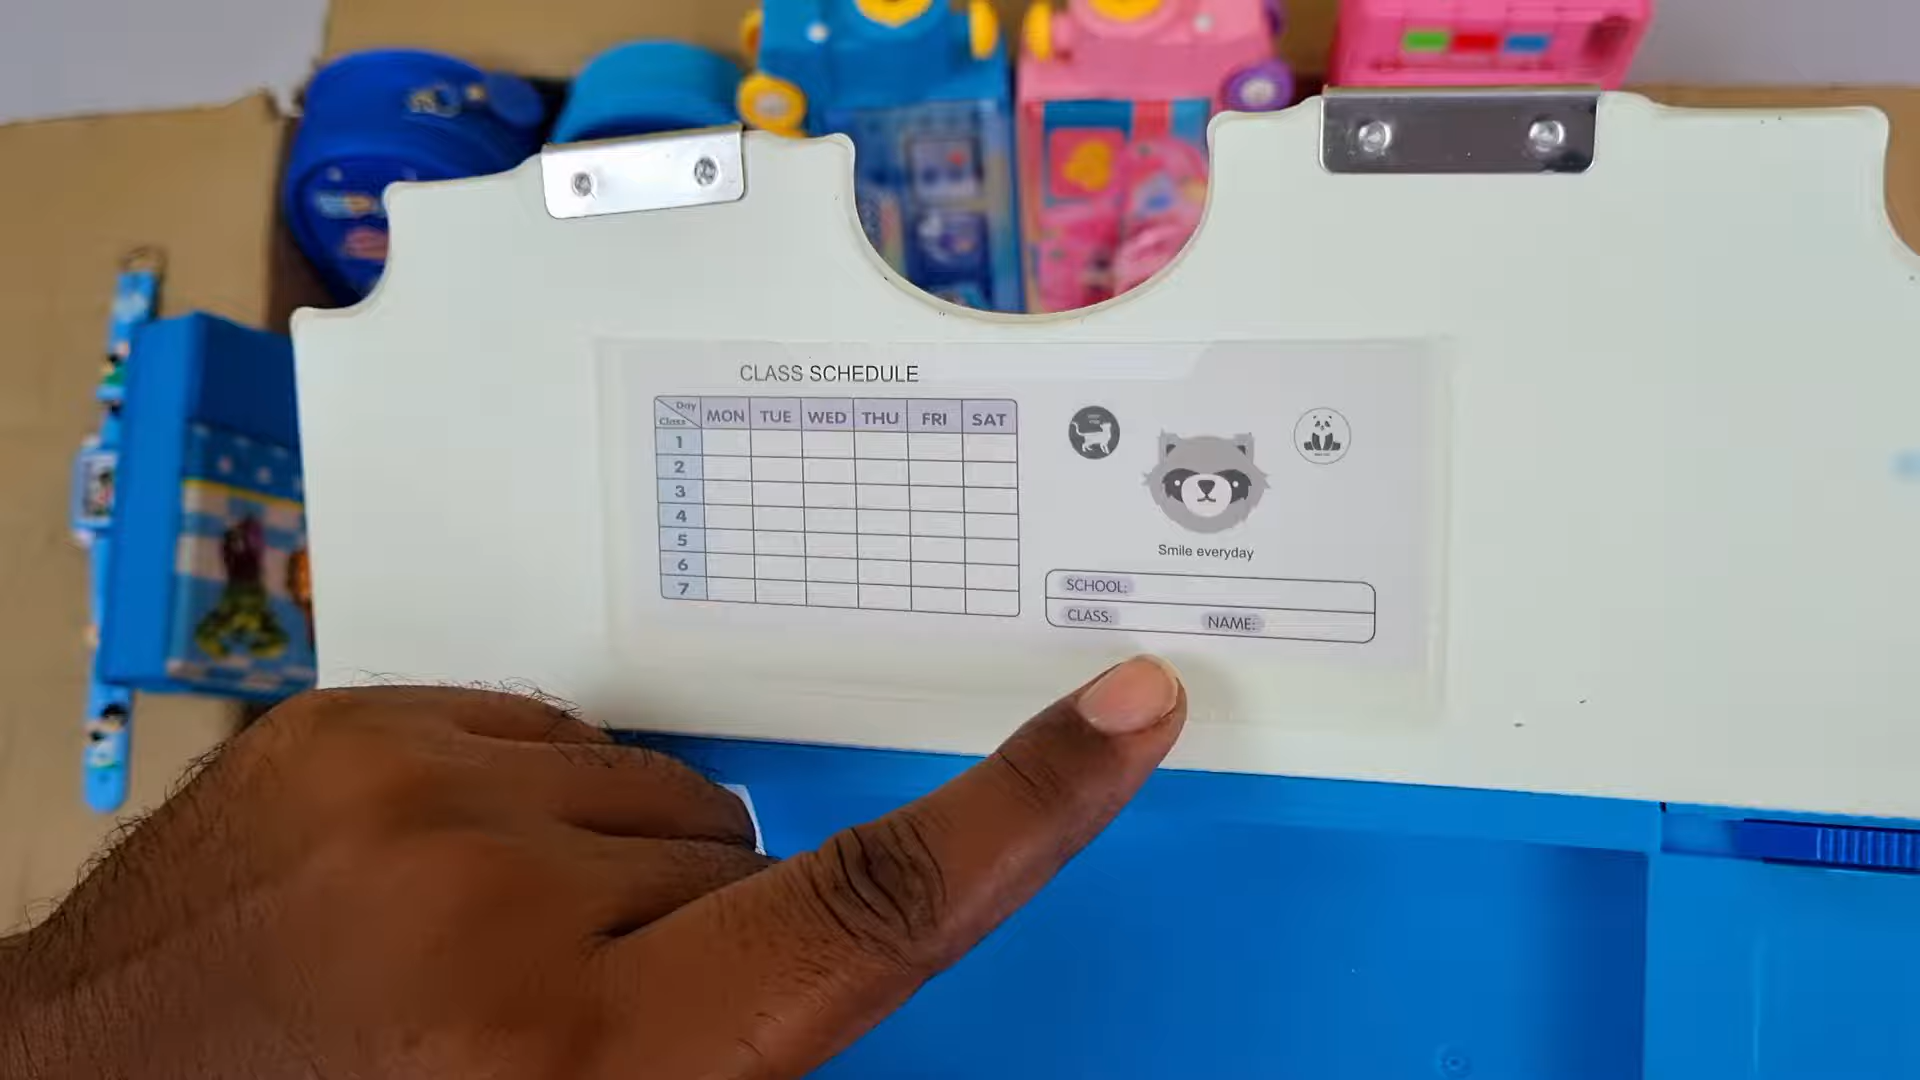 CLASS SCHEDULE
Day
Class
MON TUE WED THU FRI SAT
1
2
3
4
5
6
7
Smile everyday
SCHOOL:
CLASS: NAME: